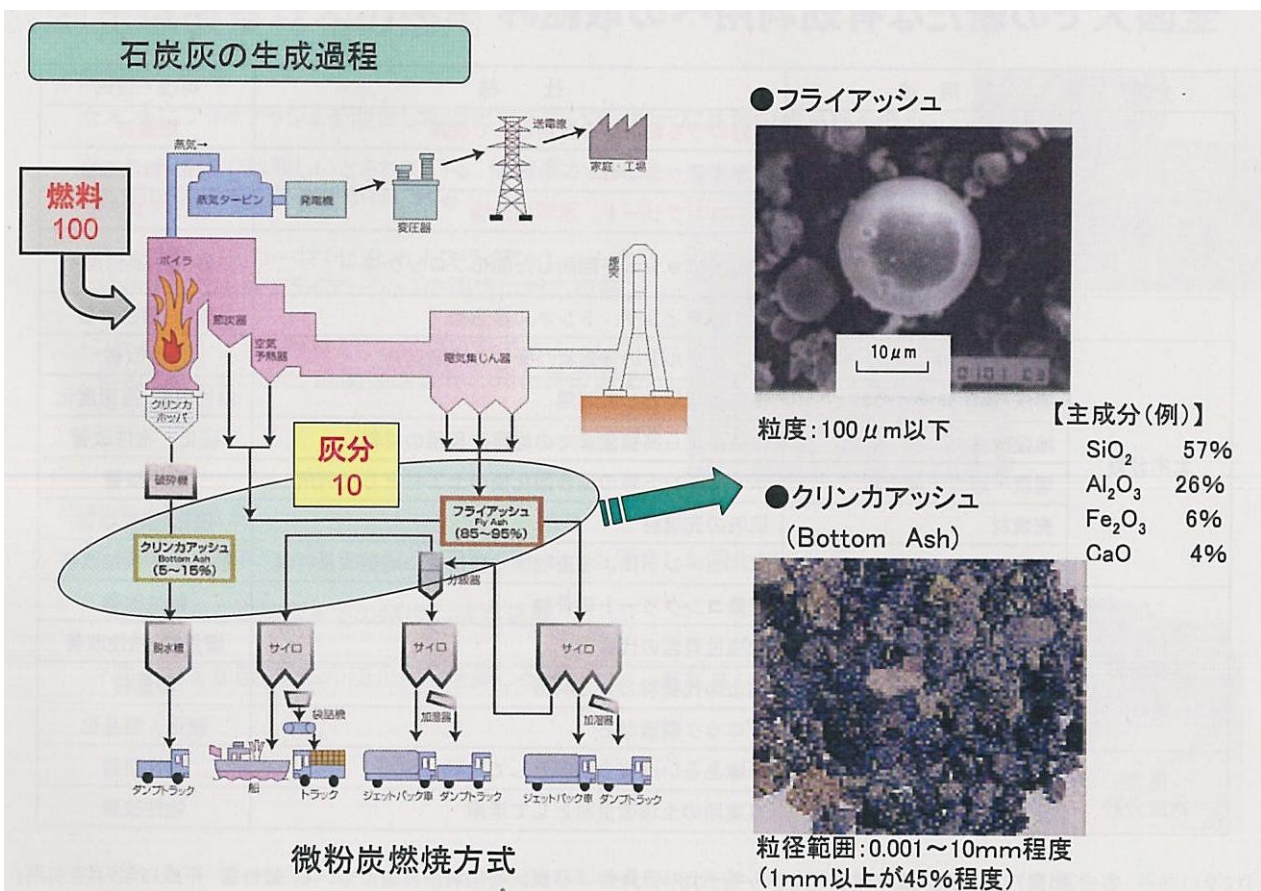 石炭灰の生成過程
燃料
100
蒸気→
蒸気タービン
発電機
変圧器
送電線
家庭 工場
ボイラ
節炭器
空気
予熱器
電気集じん器
煙突
クリンカ
ホッパ
破砕機
灰分
10
クリンカアッシュ
Bottom Ash
(5～15%)
フライアッシュ
Fly Ash
(85～95%)
分級器
脱水槽
サイロ
サイロ
サイロ
袋詰機
加湿器
加湿器
ダンプトラック
船
トラック
ジェットパック車
ダンプトラック
ジェットパック車
ダンプトラック
微粉炭燃焼方式
●フライアッシュ
10μm
粒度:100μm以下
【主成分(例)】
SiO₂ 57%
Al₂O₃ 26%
Fe₂O₃ 6%
CaO 4%
●クリンカアッシュ
(Bottom Ash)
粒径範囲:0.001～10mm程度
(1mm以上が45%程度)